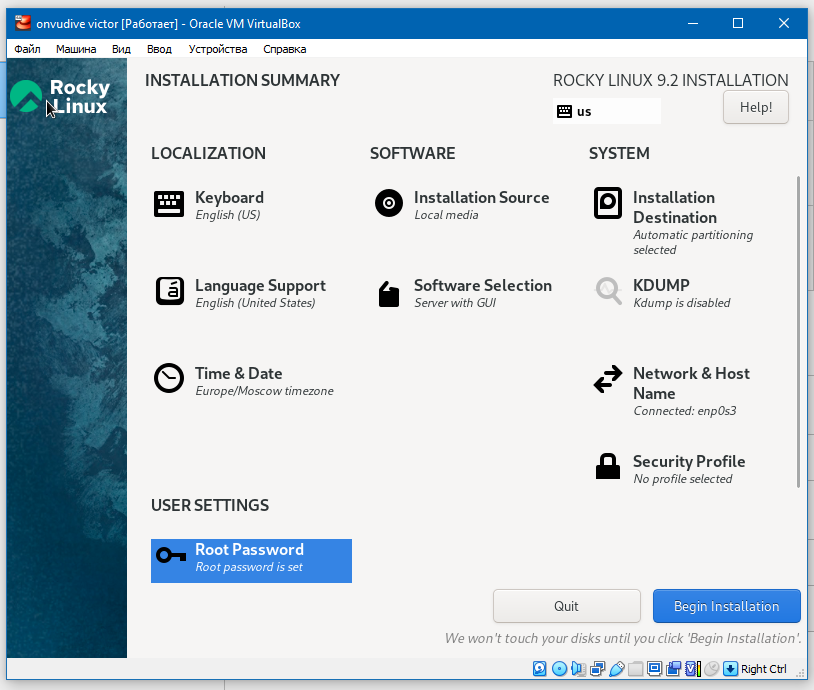 onvudive victor [Работает] - Oracle VM VirtualBox
Файл Машина Вид Ввод Устройства Справка
Rocky
Linux
INSTALLATION SUMMARY
ROCKY LINUX 9.2 INSTALLATION
us
Help!
LOCALIZATION
Keyboard
English (US)
Language Support
English (United States)
Time & Date
Europe/Moscow timezone
SOFTWARE
Installation Source
Local media
Software Selection
Server with GUI
SYSTEM
Installation
Destination
Automatic partitioning
selected
KDUMP
Kdump is disabled
Network & Host
Name
Connected: enp0s3
Security Profile
No profile selected
USER SETTINGS
Root Password
Root password is set
Quit
Begin Installation
We won't touch your disks until you click 'Begin Installation'.
Right Ctrl